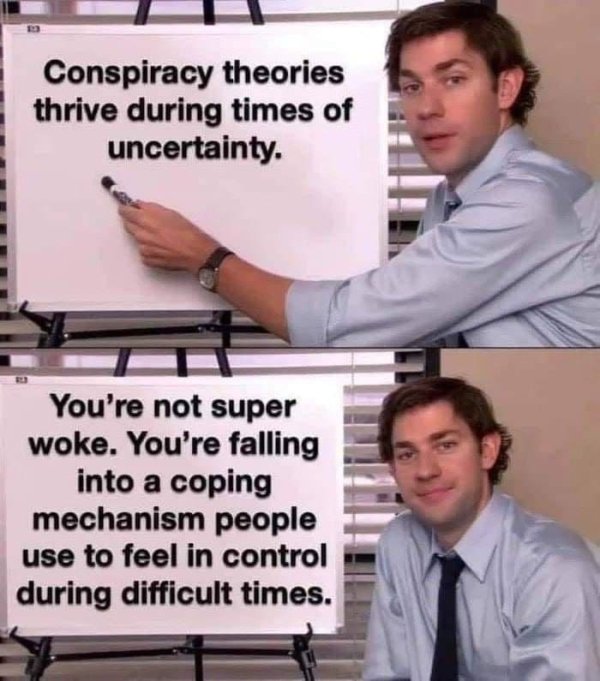 Conspiracy theories
thrive during times of
uncertainty.
You're not super
woke. You're falling
into a coping
mechanism people
use to feel in control
during difficult times.